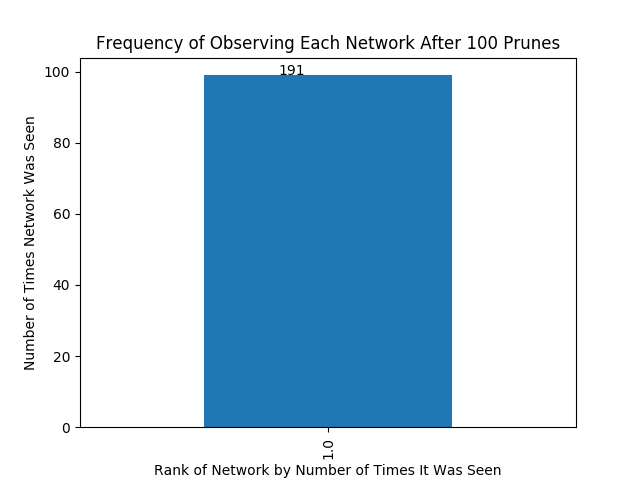 Frequency of Observing Each Network After 100 Prunes
191
100
80
60
40
20
0
Number of Times Network Was Seen
1.0
Rank of Network by Number of Times It Was Seen